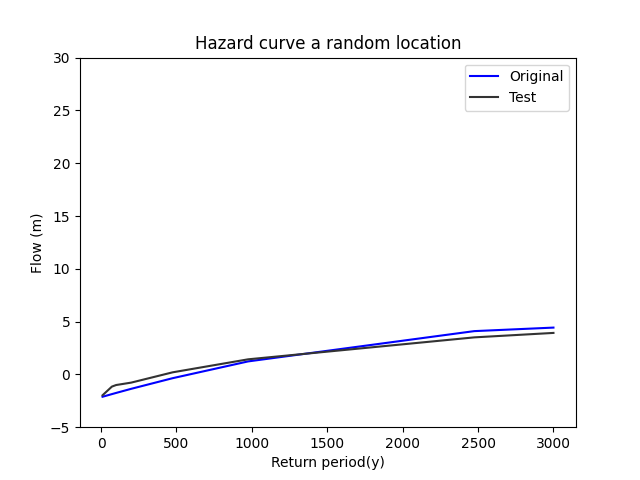 Hazard curve a random location
30
25
20
15
10
5
0
−5
Flow (m)
Original
Test
0 500 1000 1500 2000 2500 3000
Return period(y)